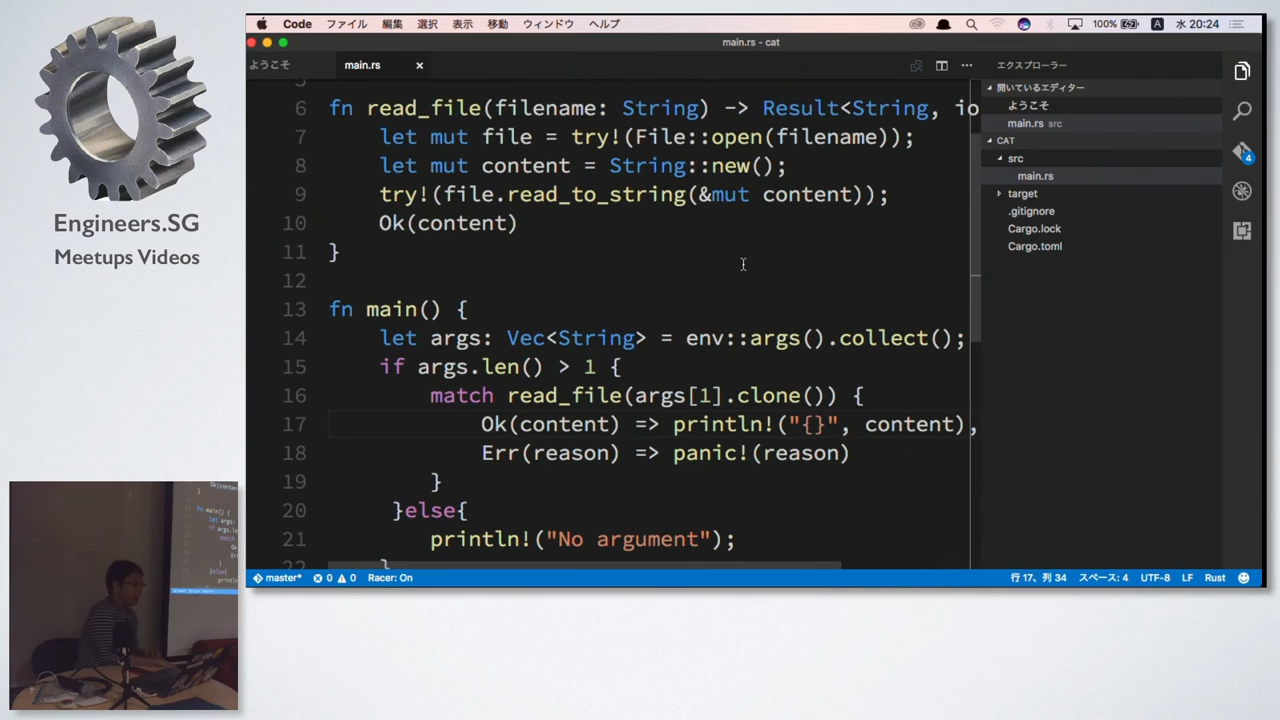 Engineers.SG
Meetups Videos
Code ファイル 編集 選択 表示 移動 ウィンドウ ヘルプ 100% A 水 20:24
main.rs - cat
ようこそ main.rs ×
エクスプローラー
開いているエディター
ようこそ
main.rs src
CAT
src
main.rs
target
.gitignore
Cargo.lock
Cargo.toml
4
6 fn read_file(filename: String) -> Result<String, io
7 let mut file = try!(File::open(filename));
8 let mut content = String::new();
9 try!(file.read_to_string(&mut content));
10 Ok(content)
11 }
12
13 fn main() {
14 let args: Vec<String> = env::args().collect();
15 if args.len() > 1 {
16 match read_file(args[1].clone()) {
17 Ok(content) => println!("{}", content),
18 Err(reason) => panic!(reason)
19 }
20 }else{
21 println!("No argument");
22 }
master* 0 0 Racer: On 行 17、列 34 スペース: 4 UTF-8 LF Rust